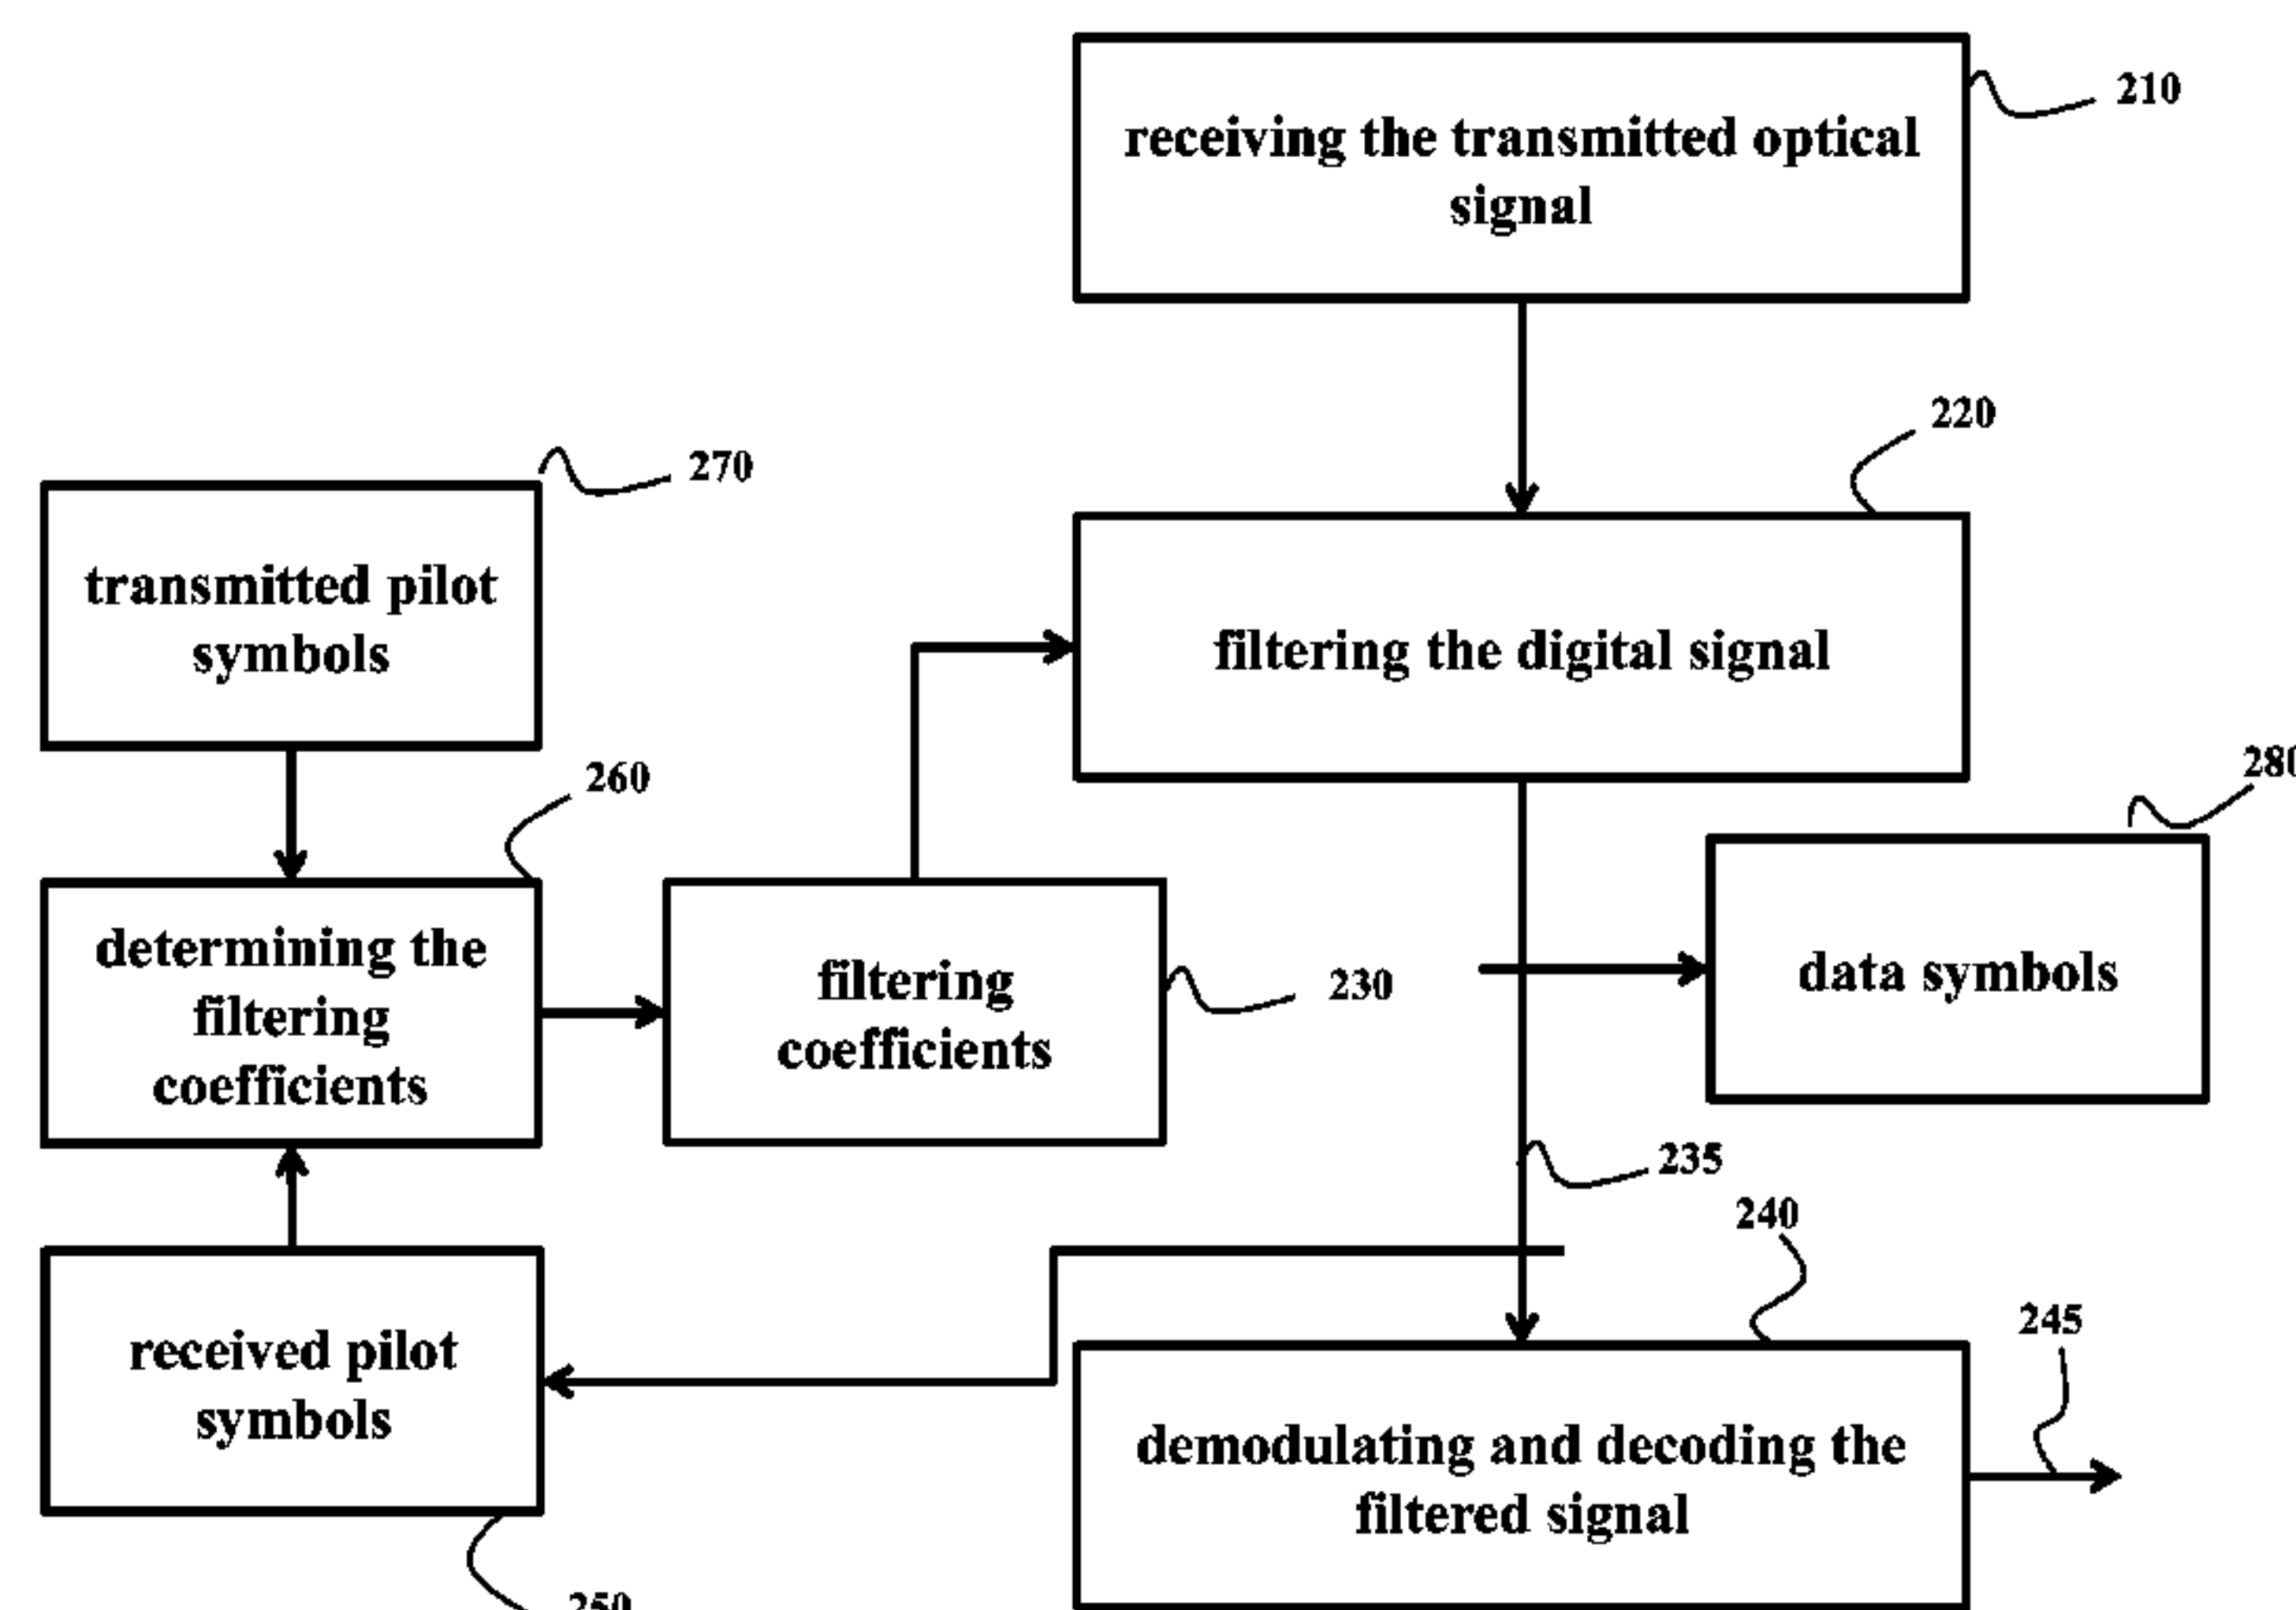 receiving the transmitted optical
signal
210
220
filtering the digital signal
270
transmitted pilot
symbols
260
determining the
filtering
coefficients
filtering
coefficients
230
280
data symbols
235
240
received pilot
symbols
250
demodulating and decoding the
filtered signal
245